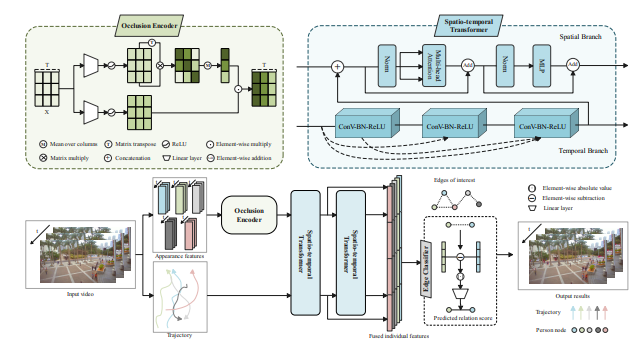 Occlusion Encoder
T
X
T
T
M
Mean over columns
T
Matrix transpose
ReLU
Element-wise multiply
Matrix multiply
Concatenation
Linear layer
Element-wise addition
Spatio-temporal
Transformer
Spatial Branch
Norm
Multi-head
Attention
Add
Norm
MLP
Add
ConV-BN-ReLU
ConV-BN-ReLU
ConV-BN-ReLU
Temporal Branch
t
Input video
Appearance features
Trajectory
Occlusion
Encoder
Spatio-temporal
Transformer
Spatio-temporal
Transformer
Fused individual features
Edges of interest
Edge Classifier
Predicted relation score
Element-wise absolute value
Element-wise subtraction
Linear layer
t
Output results
Trajectory
Person node